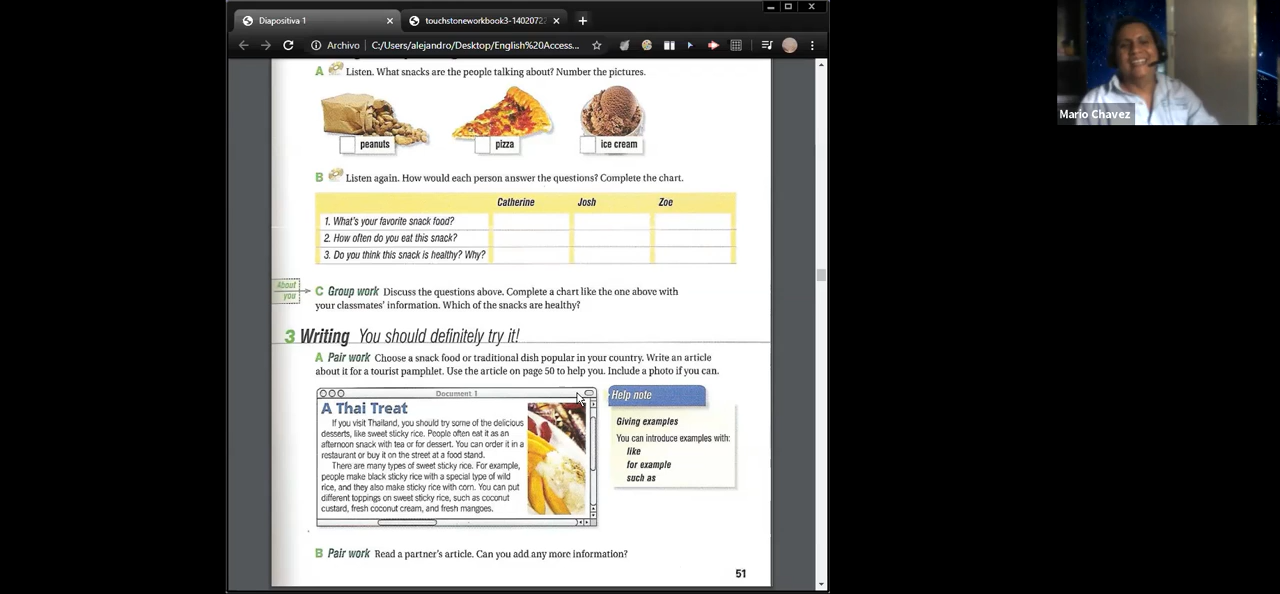 Diapositiva 1
touchstoneworkbook3-1402072
Archivo
C:/Users/alejandro/Desktop/English%20Access...
Mario Chavez
A Listen. What snacks are the people talking about? Number the pictures.
peanuts
pizza
ice cream
B Listen again. How would each person answer the questions? Complete the chart.
Catherine Josh Zoe
1. What's your favorite snack food?
2. How often do you eat this snack?
3. Do you think this snack is healthy? Why?
About
you
C Group work Discuss the questions above. Complete a chart like the one above with
your classmates' information. Which of the snacks are healthy?
3 Writing You should definitely try it!
A Pair work Choose a snack food or traditional dish popular in your country. Write an article
about it for a tourist pamphlet. Use the article on page 50 to help you. Include a photo if you can.
Document 1
A Thai Treat
If you visit Thailand, you should try some of the delicious
desserts, like sweet sticky rice. People often eat it as an
afternoon snack with tea or for dessert. You can order it in a
restaurant or buy it on the street at a food stand.
There are many types of sweet sticky rice. For example,
people make black sticky rice with a special type of wild
rice, and they also make sticky rice with corn. You can put
different toppings on sweet sticky rice, such as coconut
custard, fresh coconut cream, and fresh mangoes.
Help note
Giving examples
You can introduce examples with:
like
for example
such as
B Pair work Read a partner's article. Can you add any more information?
51